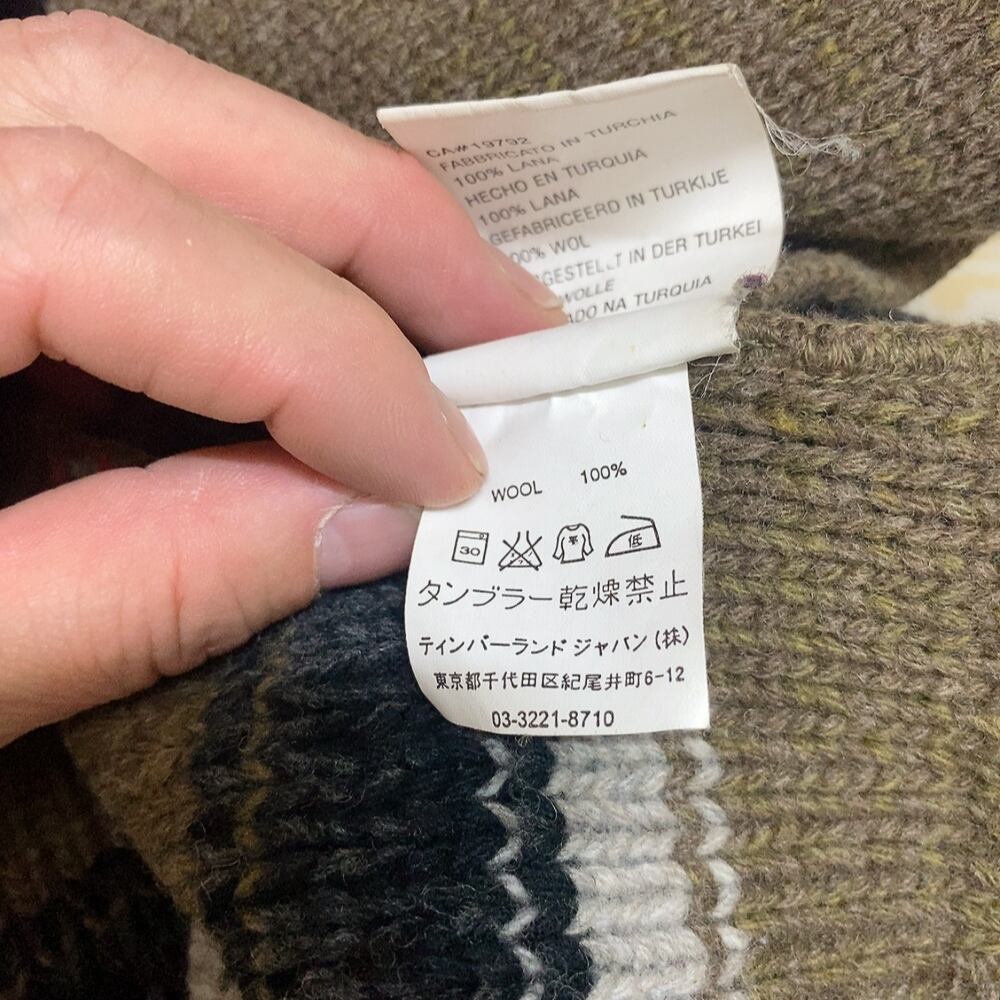 CA#19792
FABBRICATO IN TURCHIA
100% LANA
HECHO EN TURQUIA
100% LANA
GEFABRICEERD IN TURKIJE
00% WOL
GESTELLT IN DER TURKEI
WOLLE
ADO NA TURQUIA
WOOL 100%
30 低
タンブラー乾燥禁止
ティンバーランド ジャパン(株)
東京都千代田区紀尾井町6-12
03-3221-8710